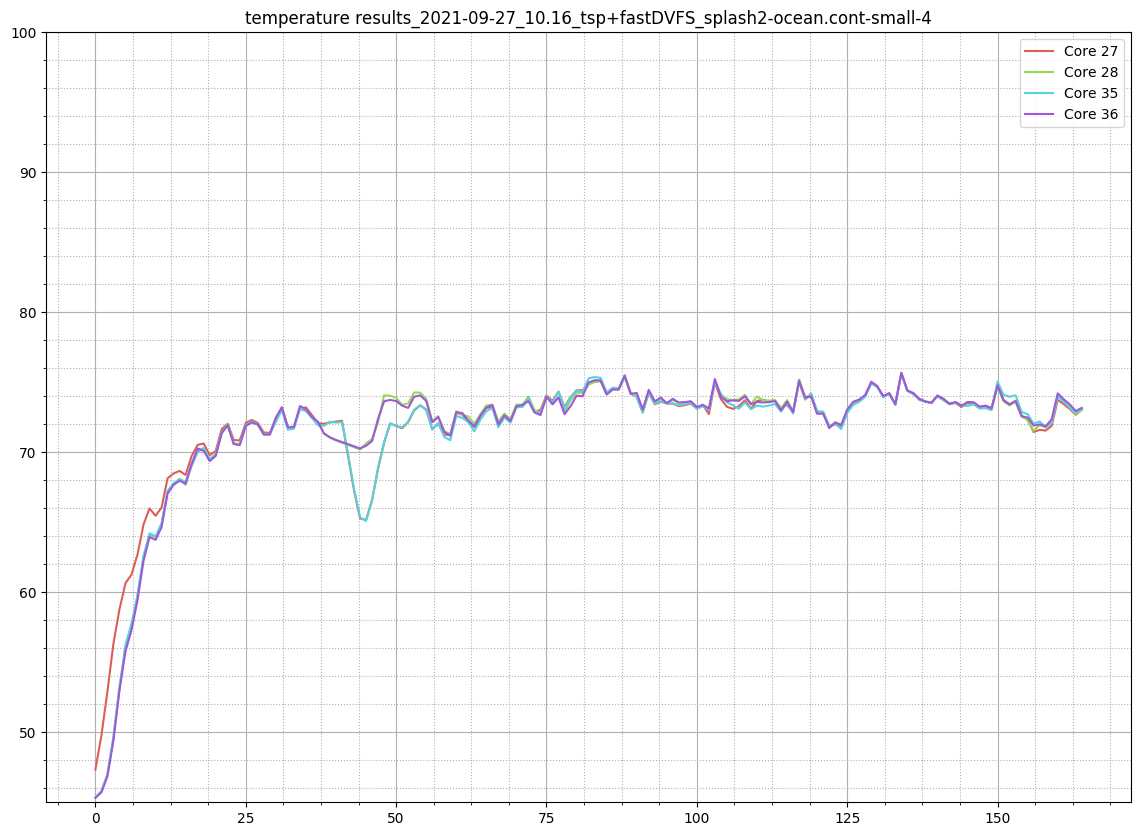 temperature results_2021-09-27_10.16_tsp+fastDVFS_splash2-ocean.cont-small-4
100
90
80
70
60
50
0 25 50 75 100 125 150
Core 27
Core 28
Core 35
Core 36